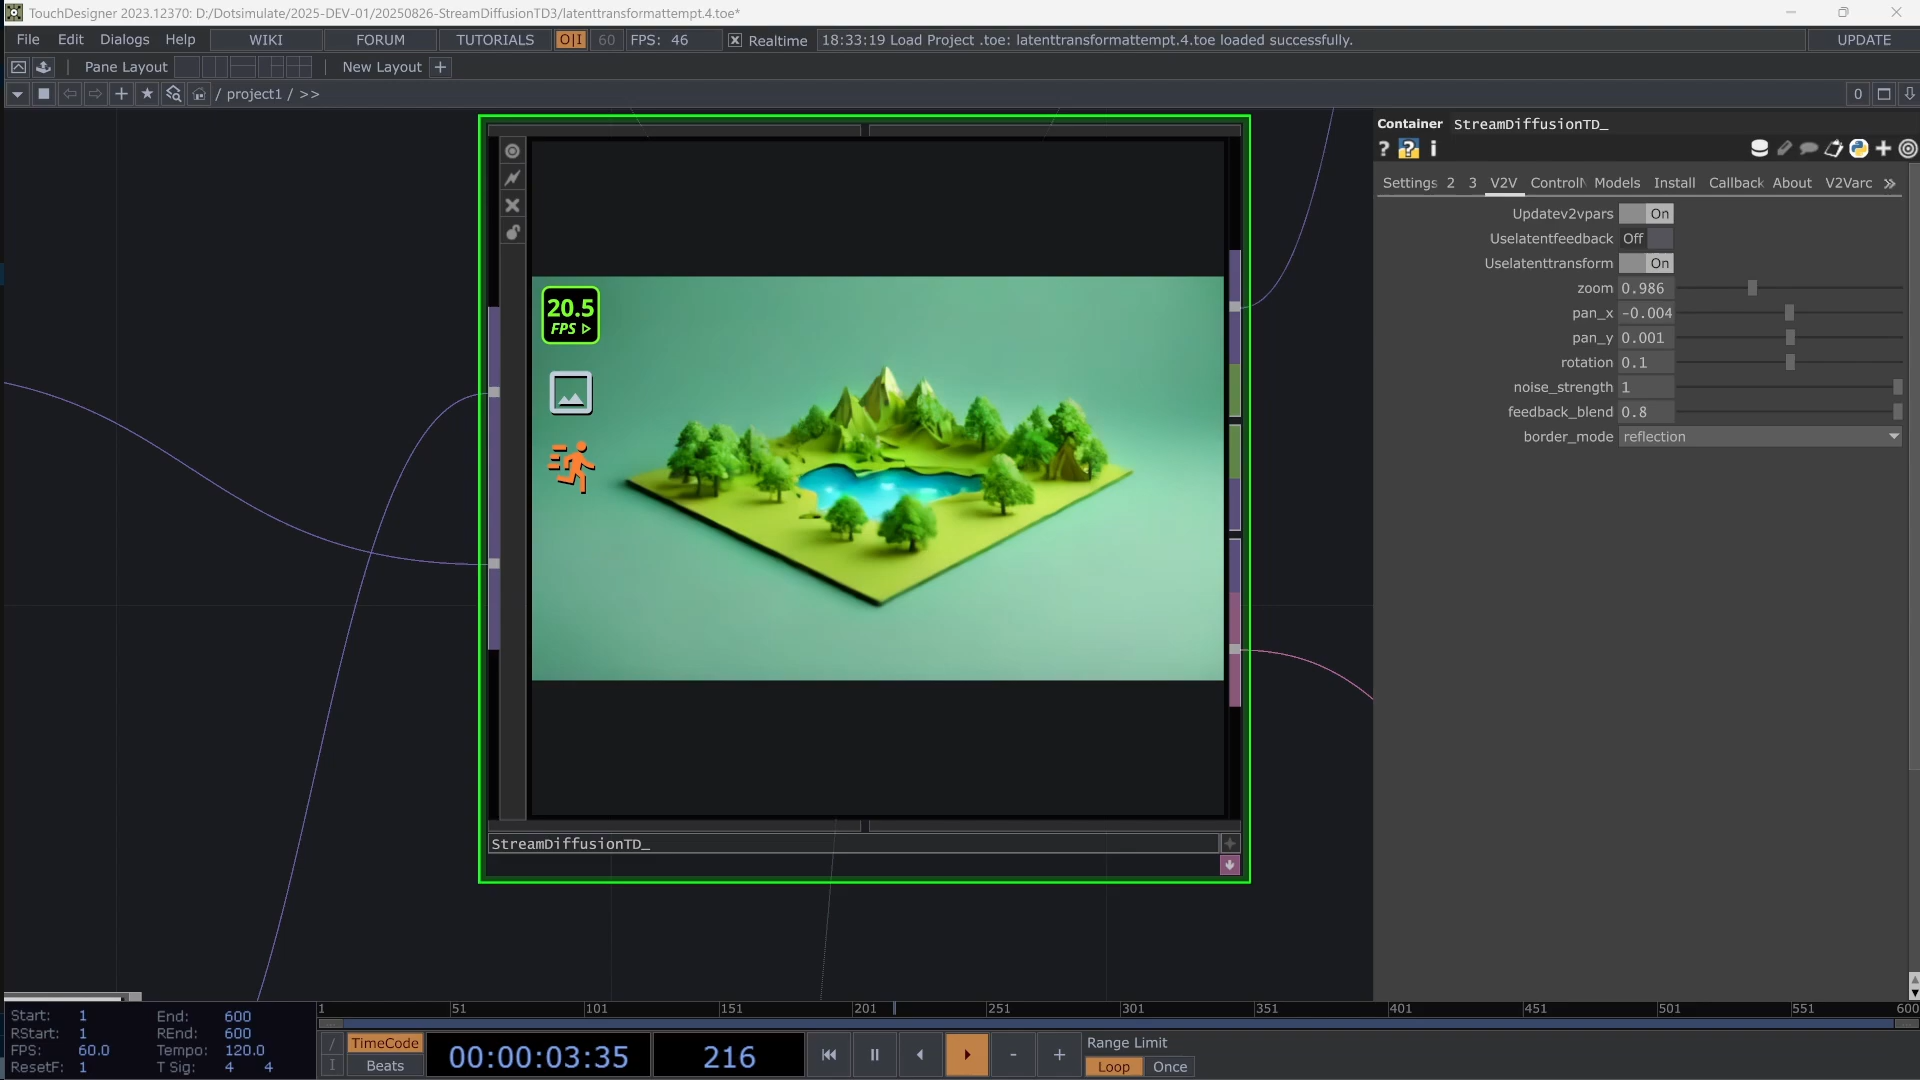 TouchDesigner 2023.12370: D:/Dotsimulate/2025-DEV-01/20250826-StreamDiffusionTD3/latenttransformattempt.4.toe*
File Edit Dialogs Help WIKI FORUM TUTORIALS O|I 60 FPS: 46 Realtime 18:33:19 Load Project .toe: latenttransformattempt.4.toe loaded successfully. UPDATE
Pane Layout New Layout +
/ project1 / >> 0
Container StreamDiffusionTD_
? ? i
Settings 2 3 V2V Controll Models Install Callback About V2Varc »
Updatev2vpars On
Uselatentfeedback Off
Uselatenttransform On
zoom 0.986
pan_x -0.004
pan_y 0.001
rotation 0.1
noise_strength 1
feedback_blend 0.8
border_mode reflection
20.5
FPS
StreamDiffusionTD_
1 51 101 151 201 251 301 351 401 451 501 551 600
Start: 1 End: 600
RStart: 1 REnd: 600
FPS: 60.0 Tempo: 120.0
ResetF: 1 T Sig: 4 4
/ TimeCode
I Beats
00:00:03:35
216
- +
Range Limit
Loop Once